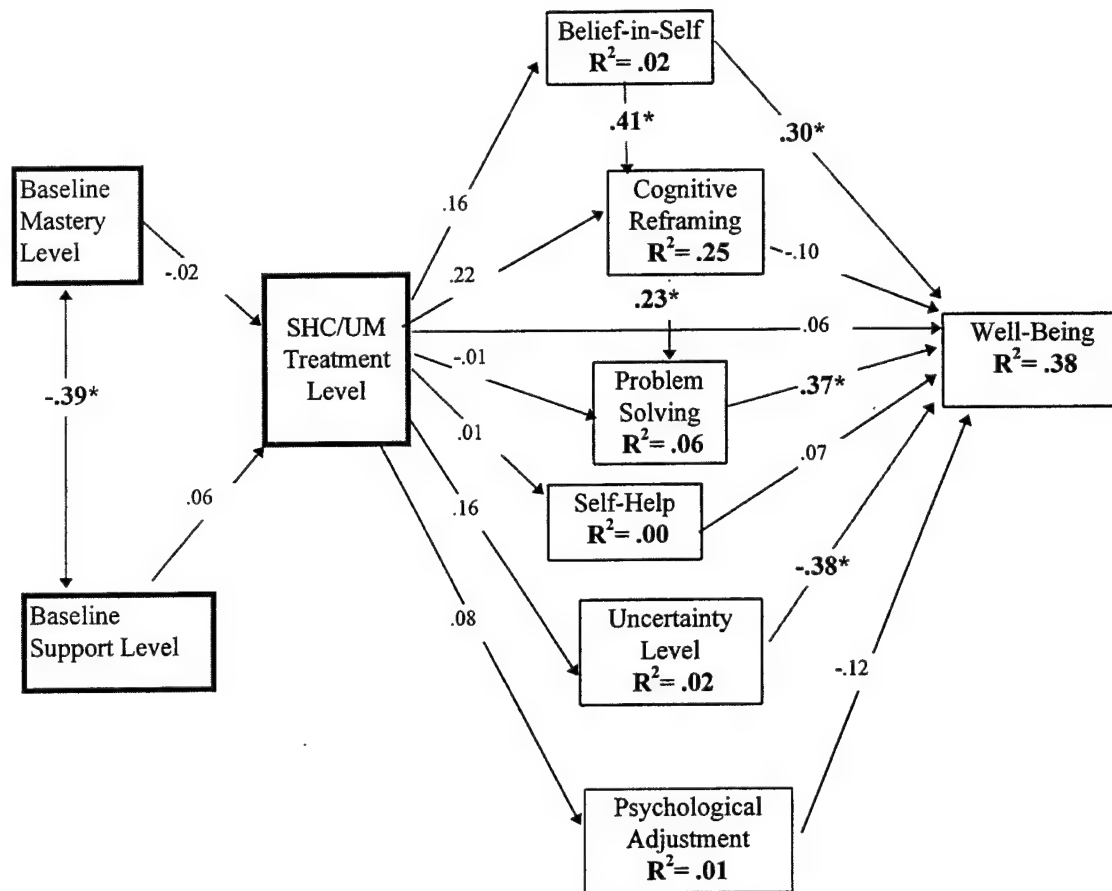 Belief-in-Self
R²= .02
.41*
.30*
Baseline
Mastery
Level
Cognitive
Reframing
R²= .25
.16
-.02
.22
-.10
.23*
SHC/UM
Treatment
Level
.06
Well-Being
R²= .38
-.01
Problem
Solving
R²= .06
.37*
-.39*
.01
.07
.06
Self-Help
R²= .00
.16
-.38*
Baseline
Support Level
.08
Uncertainty
Level
R²= .02
-.12
Psychological
Adjustment
R²= .01